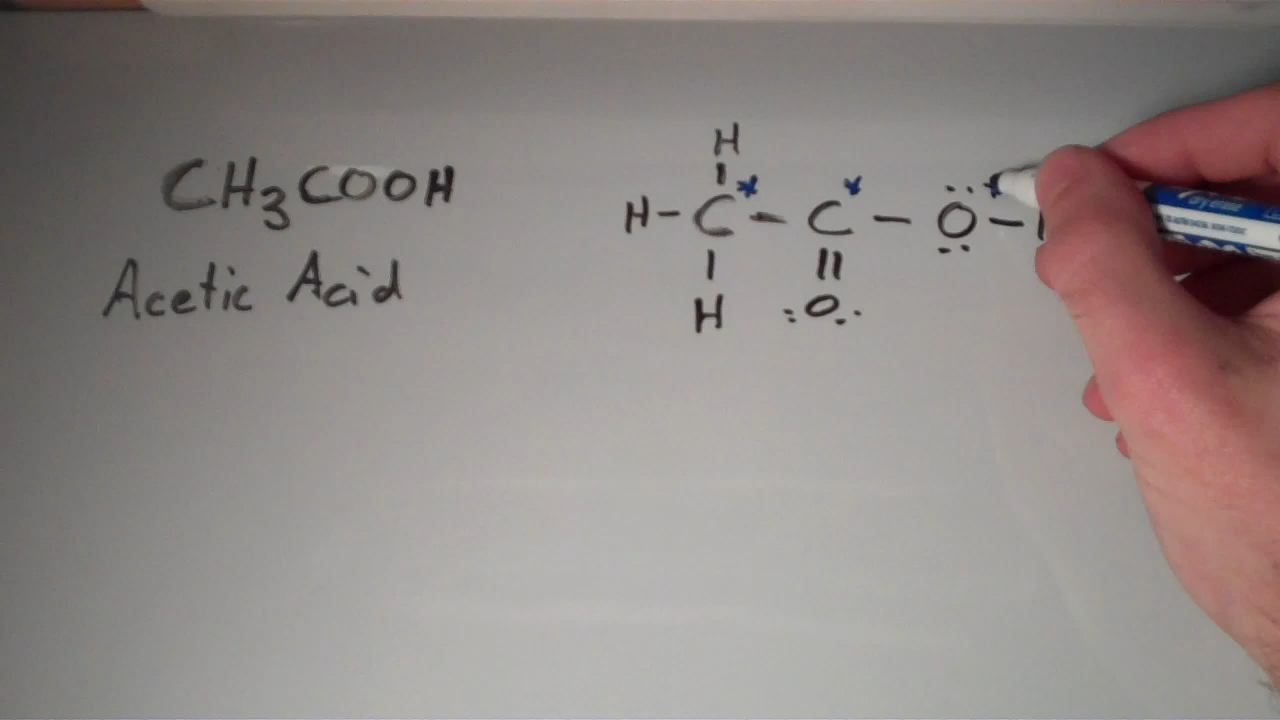 CH3COOH
Acetic Acid
H
H-C-C-O-
H :O: